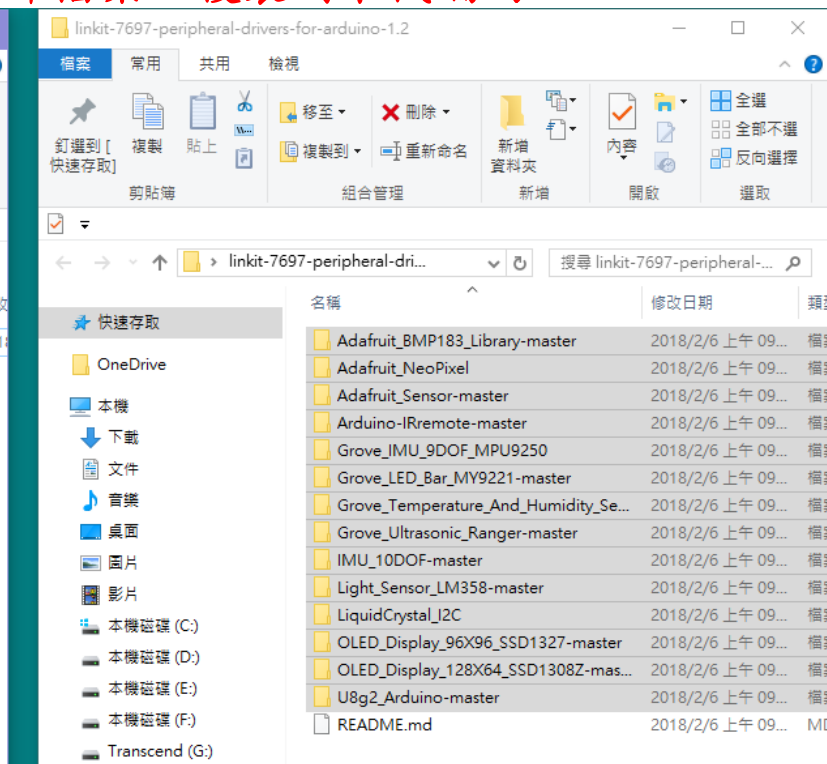 linkit-7697-peripheral-drivers-for-arduino-1.2
檔案 常用 共用 檢視
釘選到 [快速存取]
複製
貼上
移至
複製到
刪除
重新命名
新增資料夾
內容
全選
全部不選
反向選擇
剪貼簿 組合管理 新增 開啟 選取
linkit-7697-peripheral-dri...
搜尋 linkit-7697-peripheral-...
名稱 修改日期
快速存取
OneDrive
本機
下載
文件
音樂
桌面
圖片
影片
本機磁碟 (C:)
本機磁碟 (D:)
本機磁碟 (E:)
本機磁碟 (F:)
Transcend (G:)
Adafruit_BMP183_Library-master 2018/2/6 上午 09...
Adafruit_NeoPixel 2018/2/6 上午 09...
Adafruit_Sensor-master 2018/2/6 上午 09...
Arduino-IRremote-master 2018/2/6 上午 09...
Grove_IMU_9DOF_MPU9250 2018/2/6 上午 09...
Grove_LED_Bar_MY9221-master 2018/2/6 上午 09...
Grove_Temperature_And_Humidity_Se... 2018/2/6 上午 09...
Grove_Ultrasonic_Ranger-master 2018/2/6 上午 09...
IMU_10DOF-master 2018/2/6 上午 09...
Light_Sensor_LM358-master 2018/2/6 上午 09...
LiquidCrystal_I2C 2018/2/6 上午 09...
OLED_Display_96X96_SSD1327-master 2018/2/6 上午 09...
OLED_Display_128X64_SSD1308Z-mas... 2018/2/6 上午 09...
U8g2_Arduino-master 2018/2/6 上午 09...
README.md 2018/2/6 上午 09...